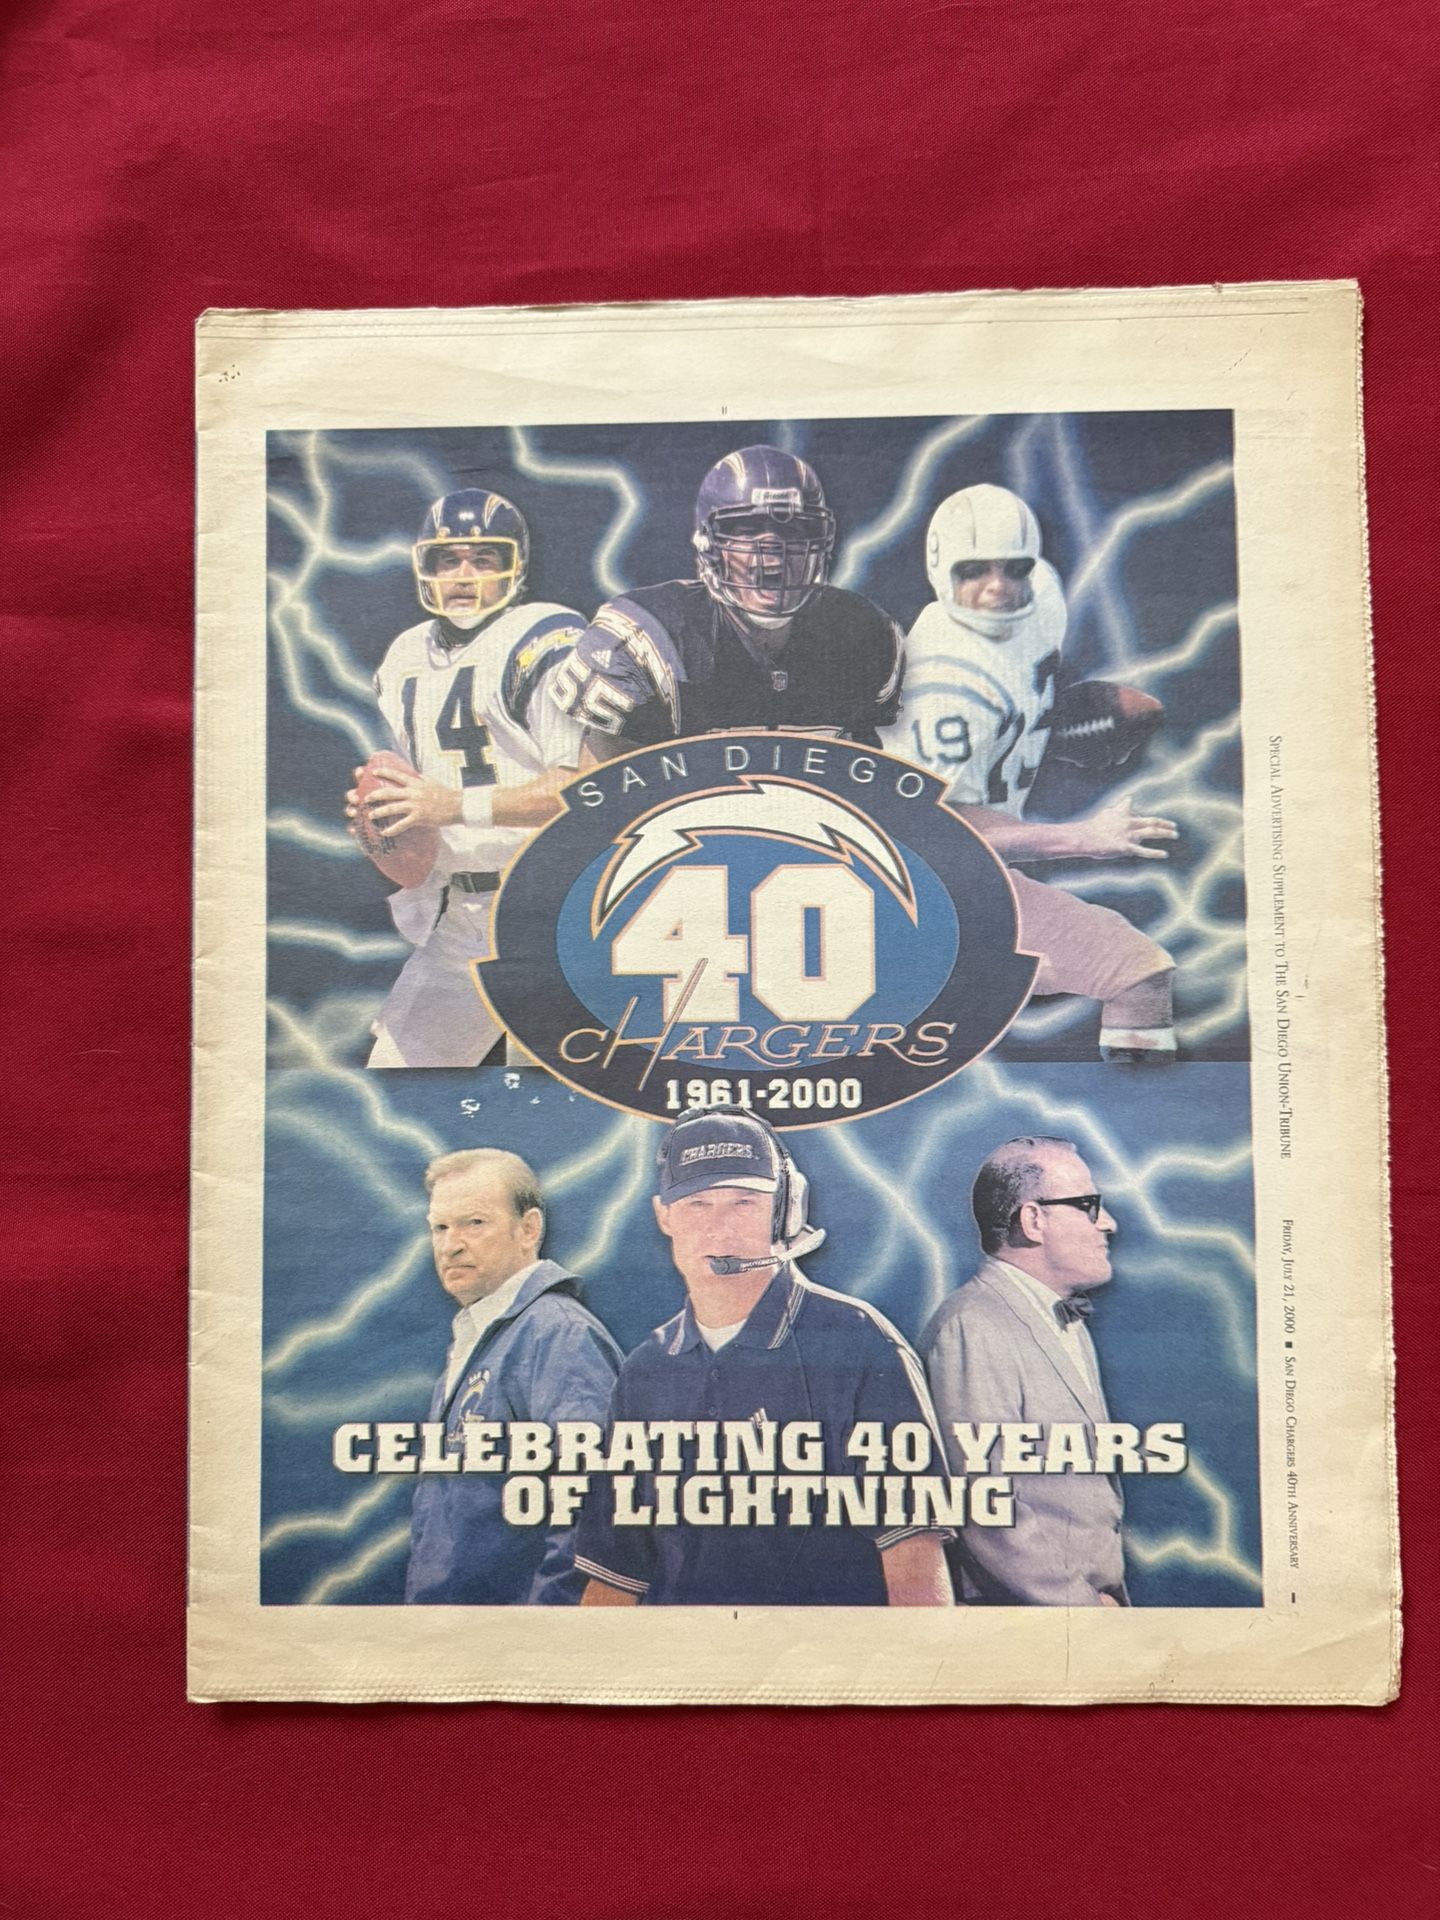 14
55
19
SAN DIEGO
40
CHARGERS
1961-2000
CHARGERS
CELEBRATING 40 YEARS
OF LIGHTNING
SPECIAL ADVERTISING SUPPLEMENT TO THE SAN DIEGO UNION-TRIBUNE
FRIDAY, JULY 21, 2000 ■ SAN DIEGO CHARGERS 40TH ANNIVERSARY